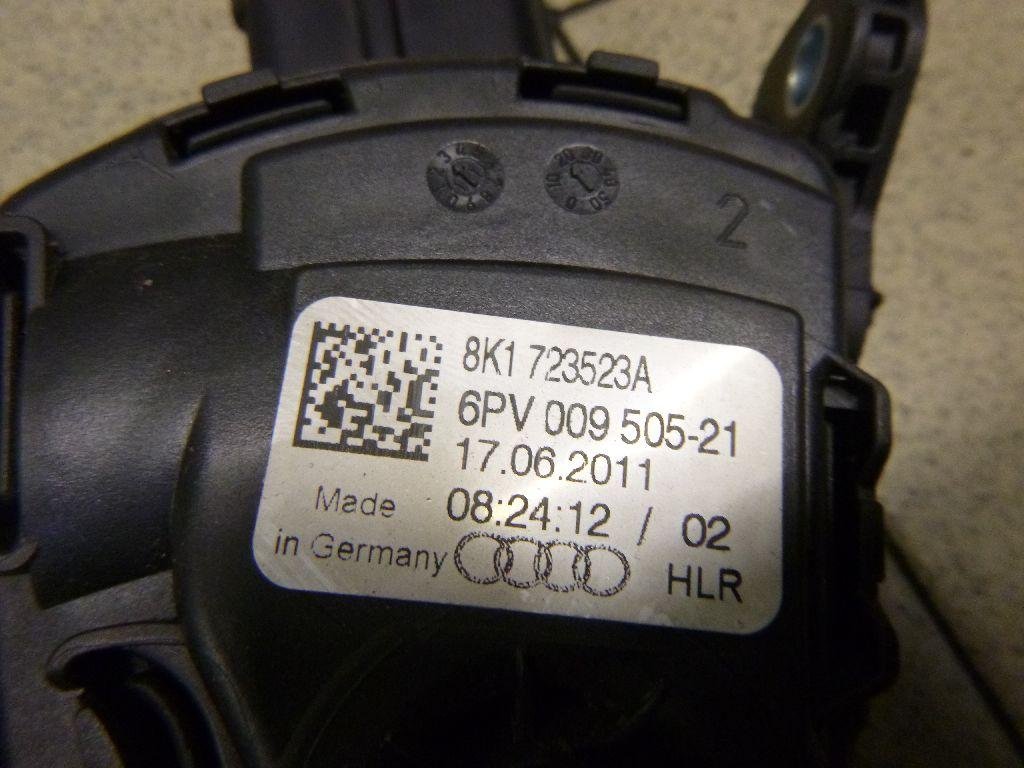 2
8K1 723523A
6PV 009 505-21
17.06.2011
Made 08:24:12 / 02
in Germany HLR